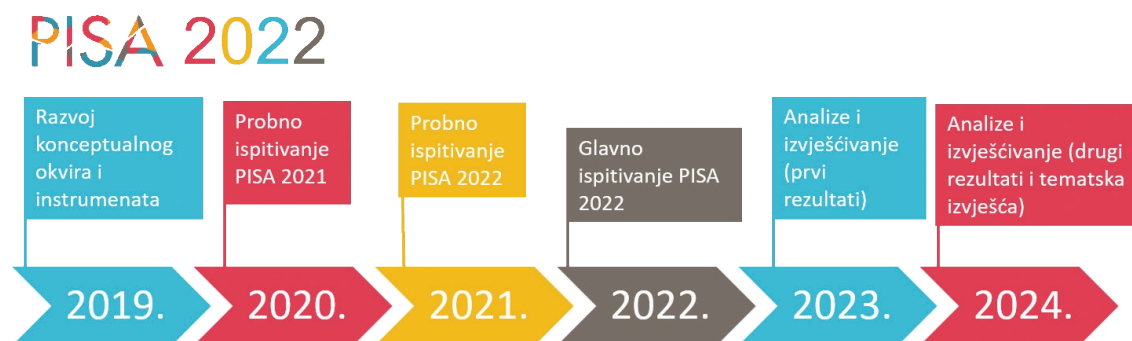 PISA 2022
Razvoj
konceptualnog
okvira i
instrumenata
Probno
ispitivanje
PISA 2021
Probno
ispitivanje
PISA 2022
Glavno
ispitivanje PISA
2022
Analize i
izvješćivanje
(prvi
rezultati)
Analize i
izvješćivanje (drugi
rezultati i tematska
izvješća)
2019.
2020.
2021.
2022.
2023.
2024.